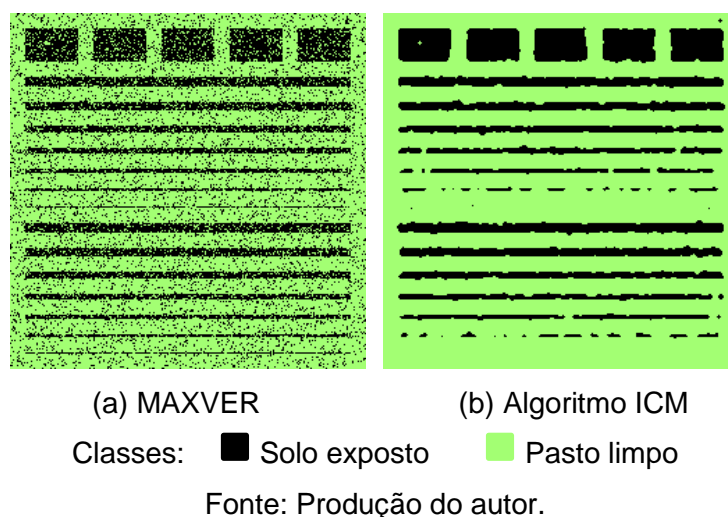 (a) MAXVER (b) Algoritmo ICM
Classes: Solo exposto Pasto limpo
Fonte: Produção do autor.